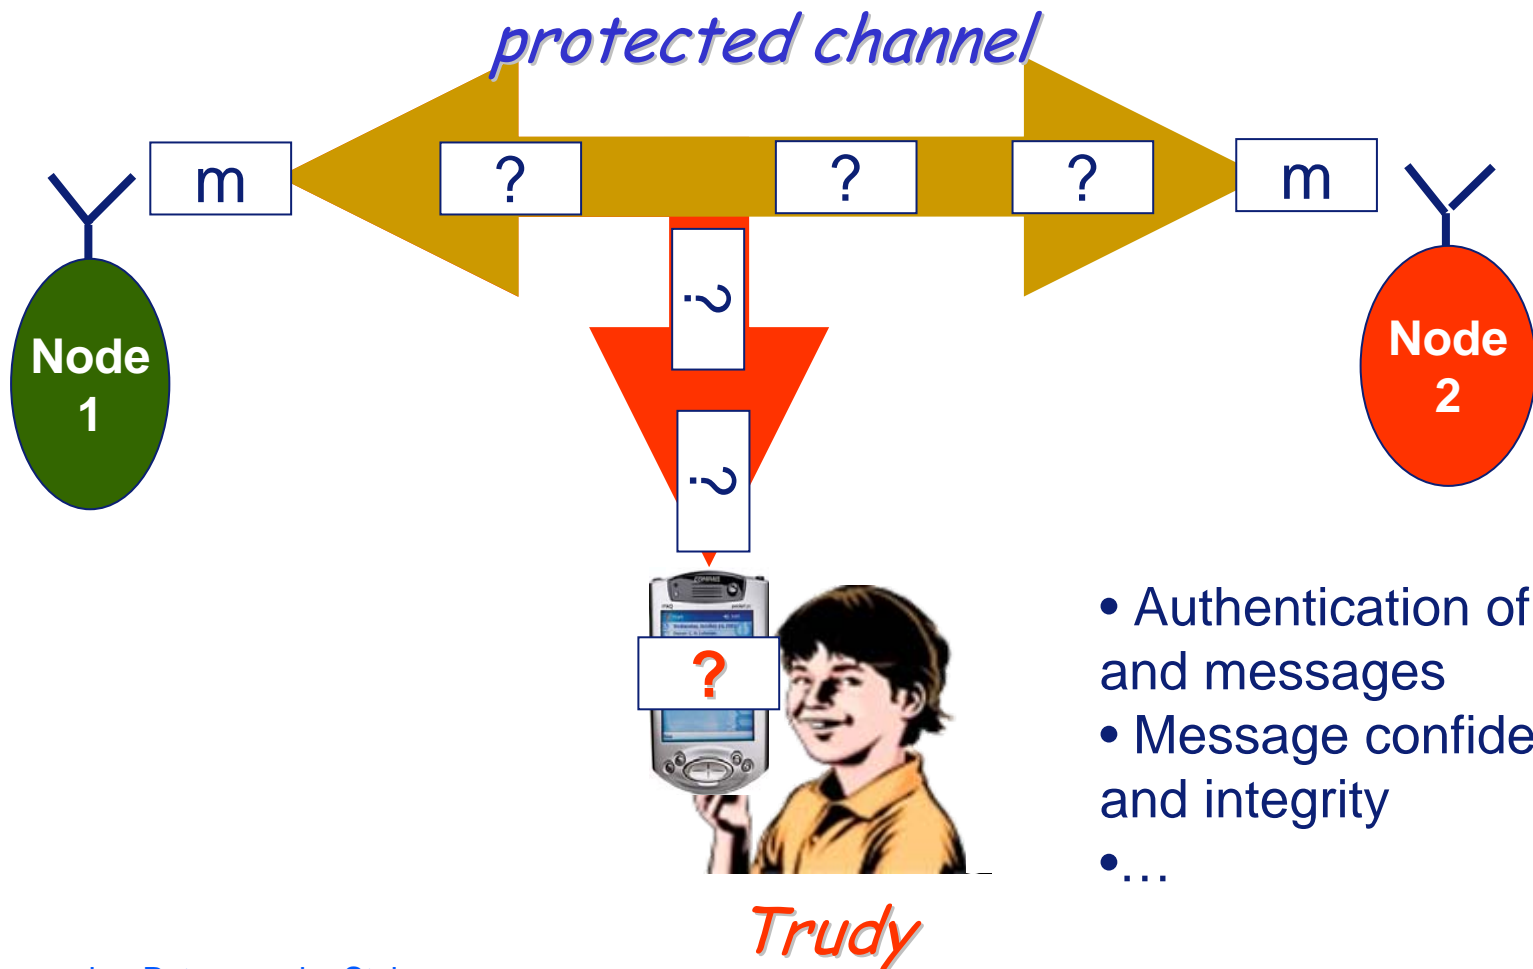 protected channel
m
?
?
?
m
?
?
Node
1
Node
2
?
• Authentication of
and messages
• Message confide
and integrity
•...
Trudy